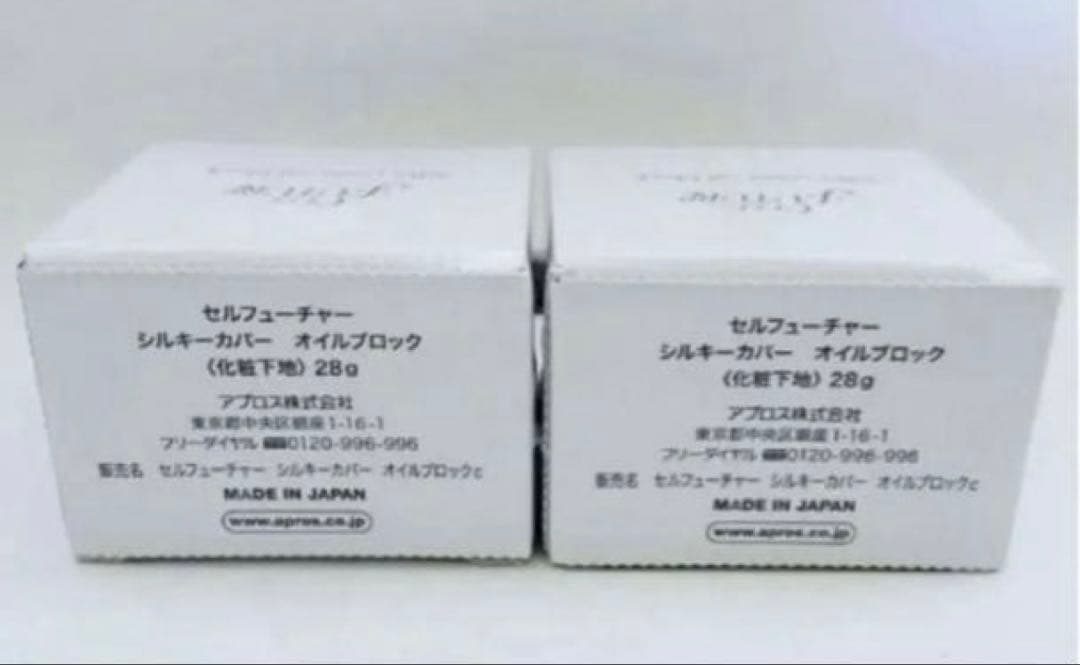 セルフューチャー
シルキーカバー　オイルブロック
〈化粧下地〉28g
アプロス株式会社
東京都中央区銀座1-16-1
フリーダイヤル 0120-996-996
販売名　セルフューチャー　シルキーカバー　オイルブロックc
MADE IN JAPAN
www.apros.co.jp
セルフューチャー
シルキーカバー　オイルブロック
〈化粧下地〉28g
アプロス株式会社
東京都中央区銀座1-16-1
フリーダイヤル 0120-996-996
販売名　セルフューチャー　シルキーカバー　オイルブロックc
MADE IN JAPAN
www.apros.co.jp